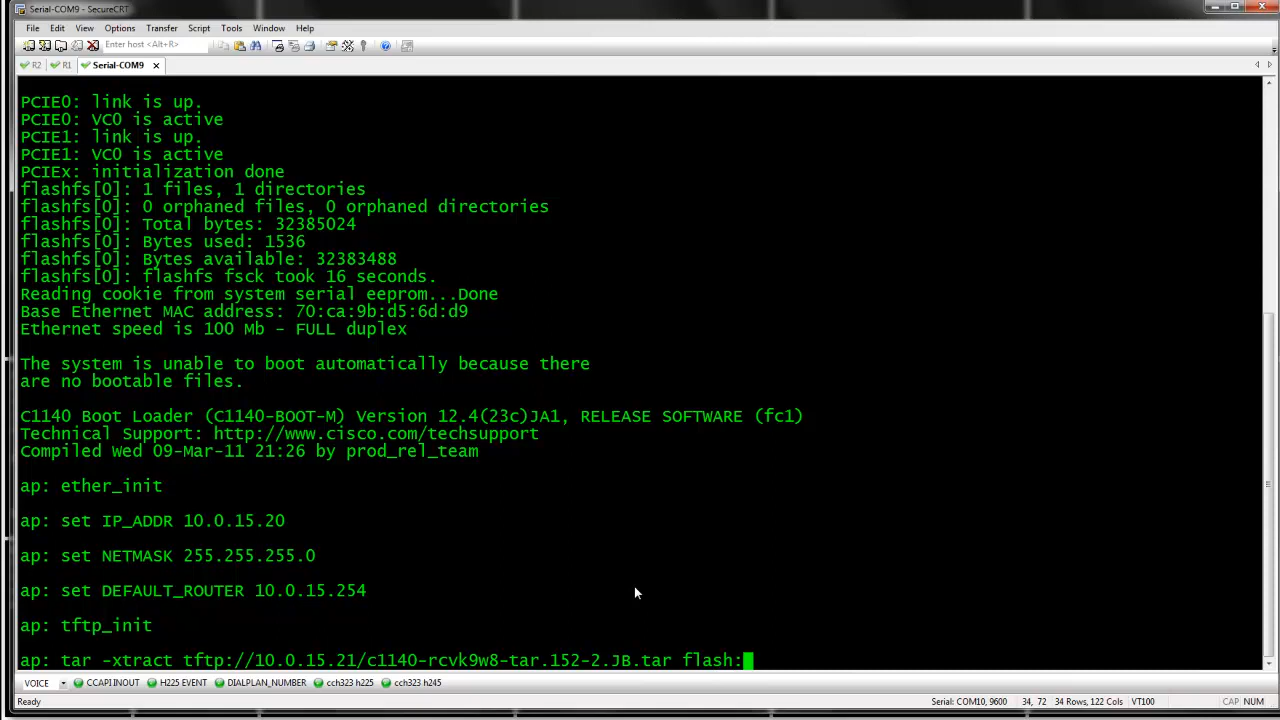 Serial-COM9 - SecureCRT
File Edit View Options Transfer Script Tools Window Help
Enter host <Alt+R>
R2 R1 Serial-COM9
PCIE0: link is up.
PCIE0: VC0 is active
PCIE1: link is up.
PCIE1: VC0 is active
PCIEx: initialization done
flashfs[0]: 1 files, 1 directories
flashfs[0]: 0 orphaned files, 0 orphaned directories
flashfs[0]: Total bytes: 32385024
flashfs[0]: Bytes used: 1536
flashfs[0]: Bytes available: 32383488
flashfs[0]: flashfs fsck took 16 seconds.
Reading cookie from system serial eeprom...Done
Base Ethernet MAC address: 70:ca:9b:d5:6d:d9
Ethernet speed is 100 Mb - FULL duplex
The system is unable to boot automatically because there
are no bootable files.
C1140 Boot Loader (C1140-BOOT-M) Version 12.4(23c)JA1, RELEASE SOFTWARE (fc1)
Technical Support: http://www.cisco.com/techsupport
Compiled Wed 09-Mar-11 21:26 by prod_rel_team
ap: ether_init
ap: set IP_ADDR 10.0.15.20
ap: set NETMASK 255.255.255.0
ap: set DEFAULT_ROUTER 10.0.15.254
ap: tftp_init
ap: tar -xtract tftp://10.0.15.21/c1140-rcvk9w8-tar.152-2.JB.tar flash:
VOICE CCAPI INOUT H225 EVENT DIALPLAN_NUMBER cch323 h225 cch323 h245
Ready Serial: COM10, 9600 34, 72 34 Rows, 122 Cols VT100 CAP NUM